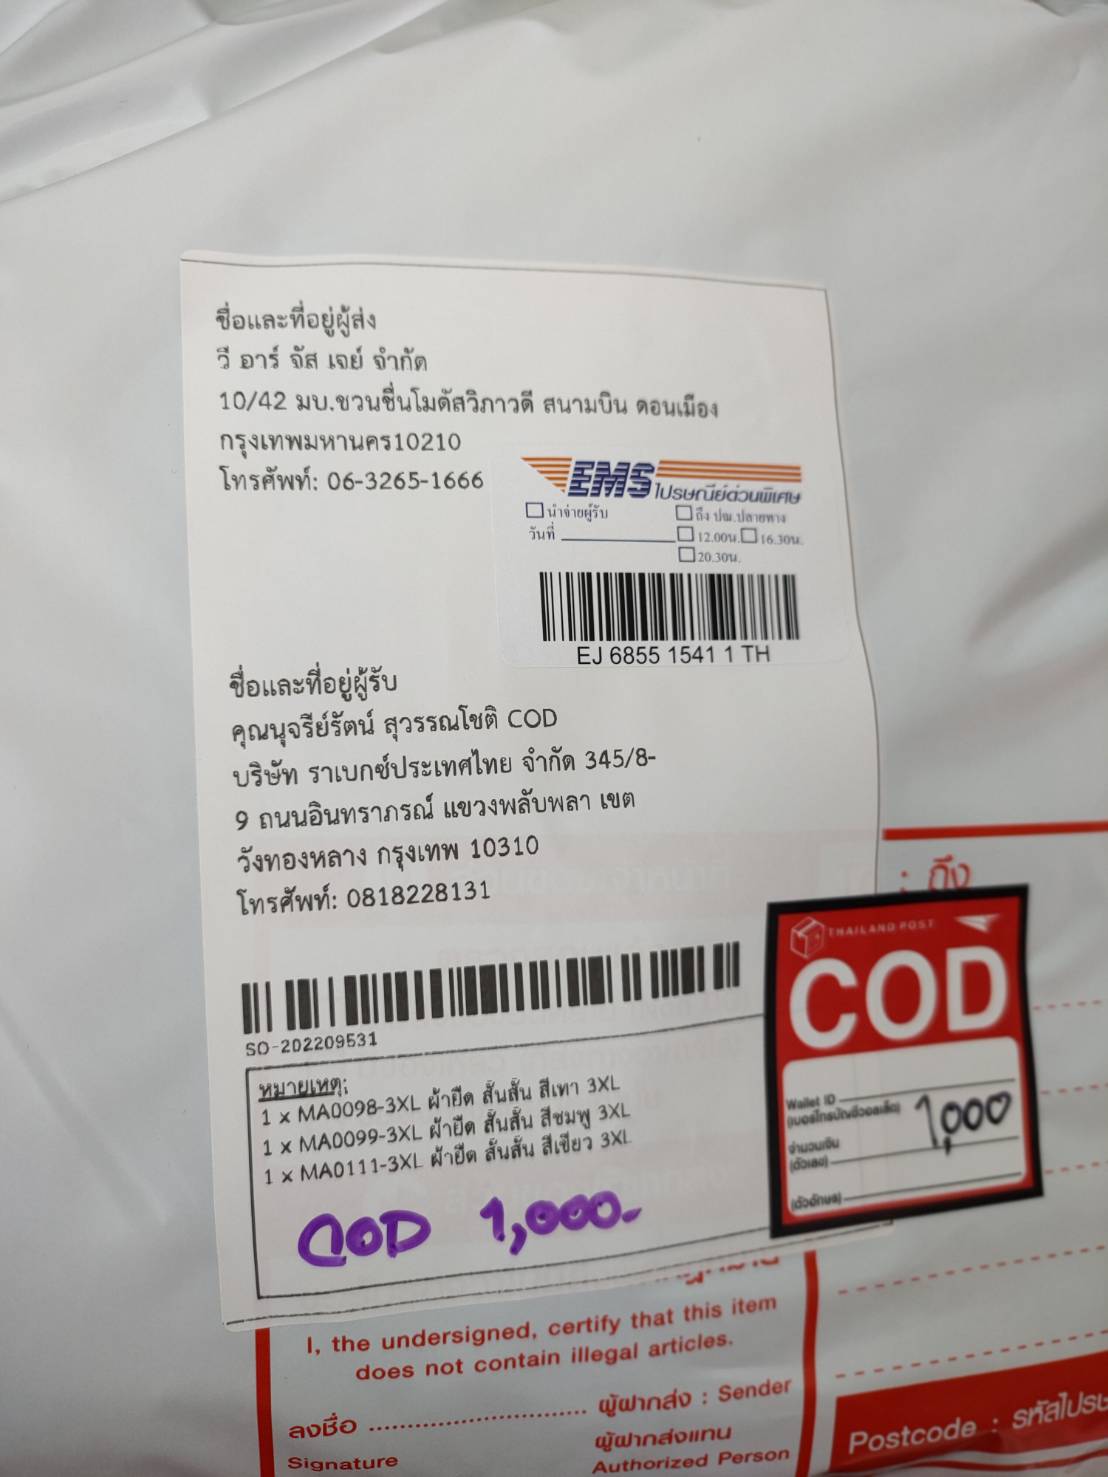 ชื่อและที่อยู่ผู้ส่ง
วี อาร์ จัส เจย์ จำกัด
10/42 มบ.ชวนชื่นโมดัสวิภาวดี สนามบิน ดอนเมือง
กรุงเทพมหานคร10210
โทรศัพท์: 06-3265-1666
EMS ไปรษณีย์ด่วนพิเศษ
นำจ่ายผู้รับ
ถึง ปณ.ปลายทาง
วันที่
12.00น. 16.30น.
20.30น.
EJ 6855 1541 1 TH
ชื่อและที่อยู่ผู้รับ
คุณนุจรีย์รัตน์ สุวรรณโชติ COD
บริษัท ราเบกซ์ประเทศไทย จำกัด 345/8-
9 ถนนอินทราภรณ์ แขวงพลับพลา เขต
วังทองหลาง กรุงเทพ 10310
โทรศัพท์: 0818228131
: ถึง
SO-202209531
หมายเหตุ:
1 x MA0098-3XL ผ้ายืด สั้นสั้น สีเทา 3XL
1 x MA0099-3XL ผ้ายืด สั้นสั้น สีชมพู 3XL
1 x MA0111-3XL ผ้ายืด สั้นสั้น สีเขียว 3XL
COD 1,000.-
THAILAND POST
COD
Wallet ID
(เบอร์โทรบัญชีวอลเล็ต)
1,000
จำนวนเงิน
(ตัวเลข)
(ตัวอักษร)
I, the undersigned, certify that this item
does not contain illegal articles.
ลงชื่อ ผู้ฝากส่ง : Sender
ผู้ฝากส่งแทน
Signature Authorized Person
Postcode : รหัสไปรษ